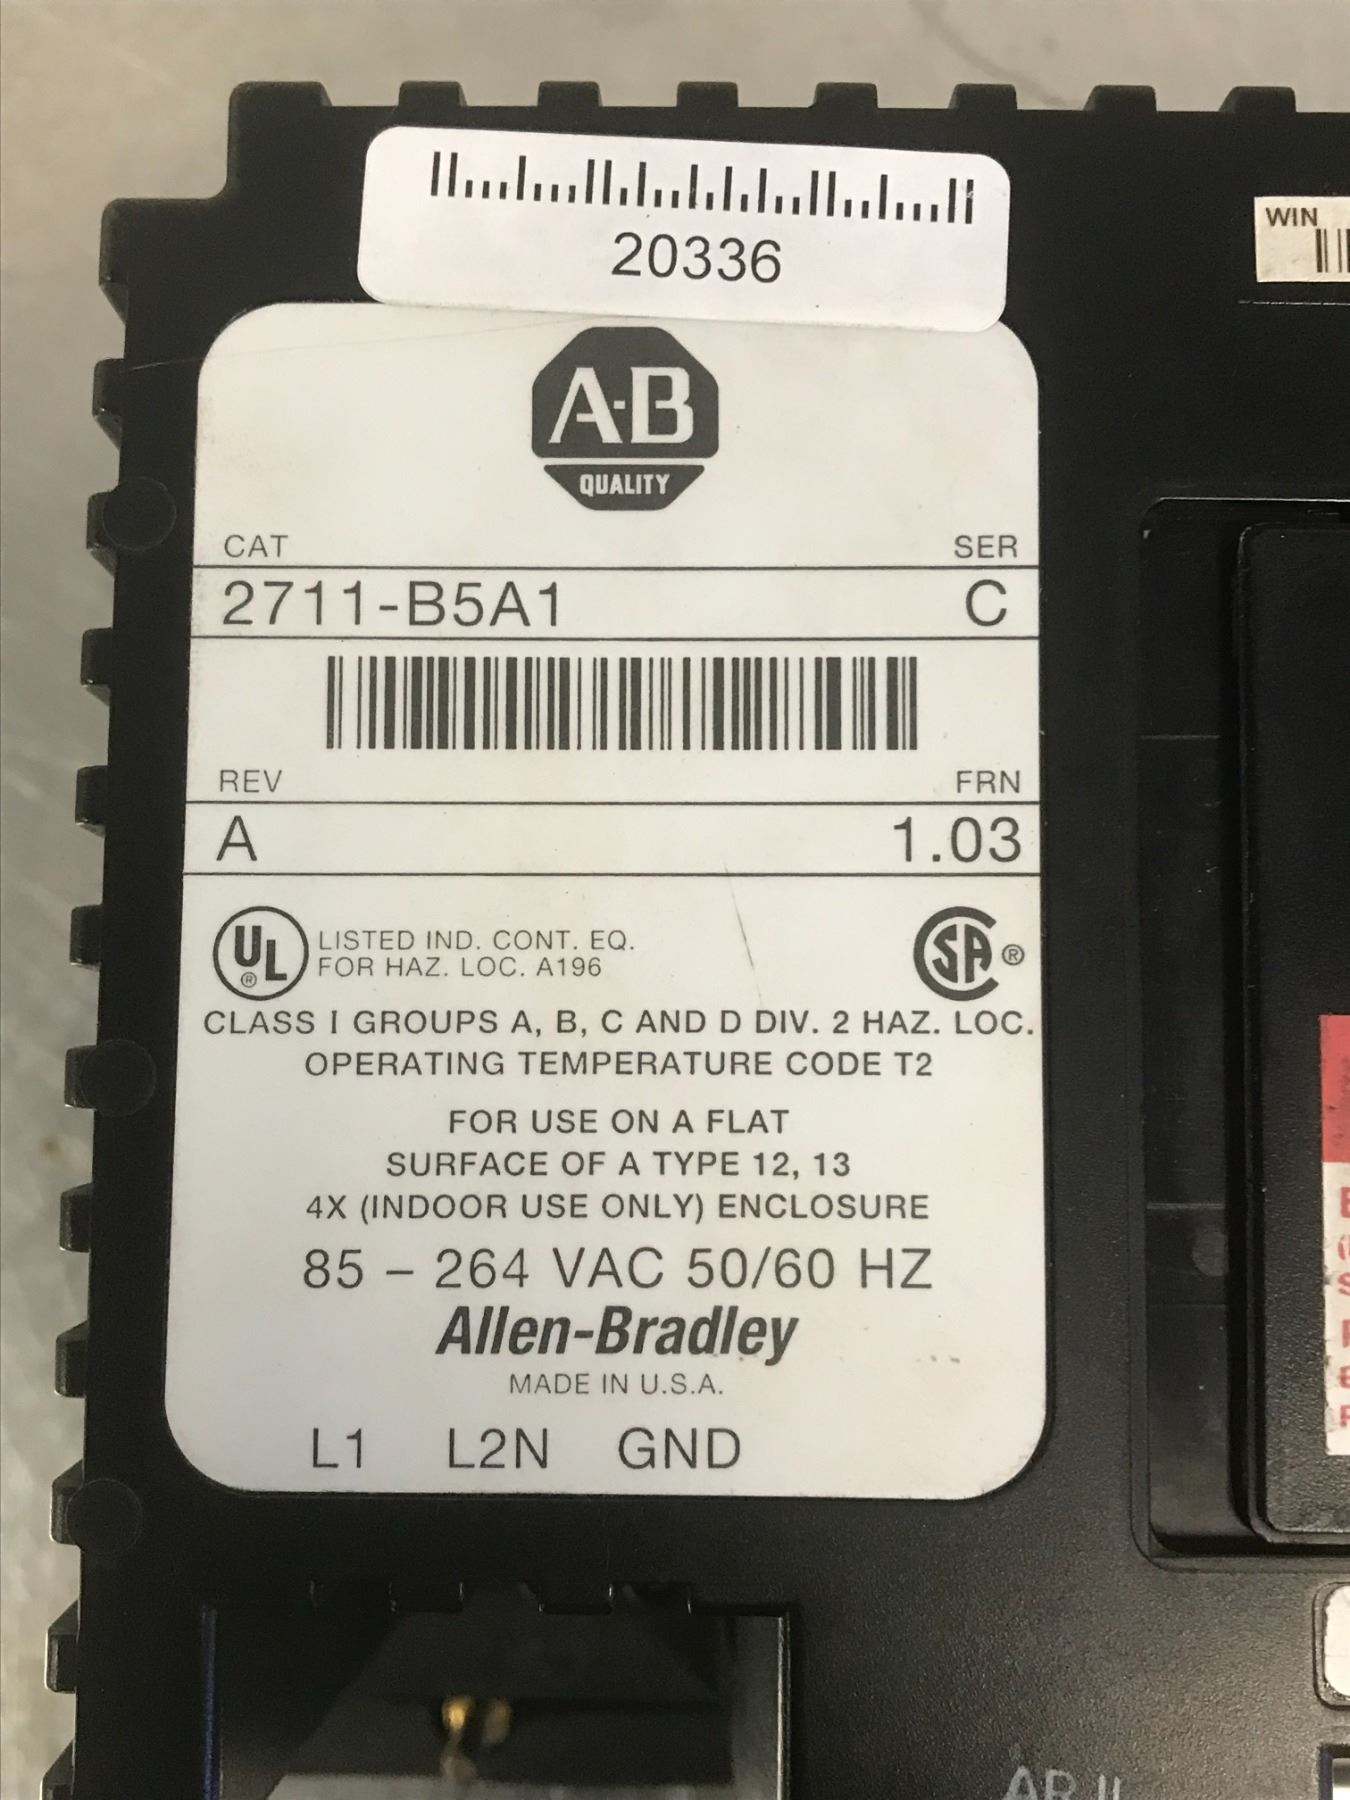 20336
WIN
A-B
QUALITY
CAT SER
2711-B5A1 C
REV FRN
A 1.03
UL ® LISTED IND. CONT. EQ.
FOR HAZ. LOC. A196
SA ®
CLASS I GROUPS A, B, C AND D DIV. 2 HAZ. LOC.
OPERATING TEMPERATURE CODE T2
FOR USE ON A FLAT
SURFACE OF A TYPE 12, 13
4X (INDOOR USE ONLY) ENCLOSURE
85 – 264 VAC 50/60 HZ
Allen-Bradley
MADE IN U.S.A.
L1 L2N GND